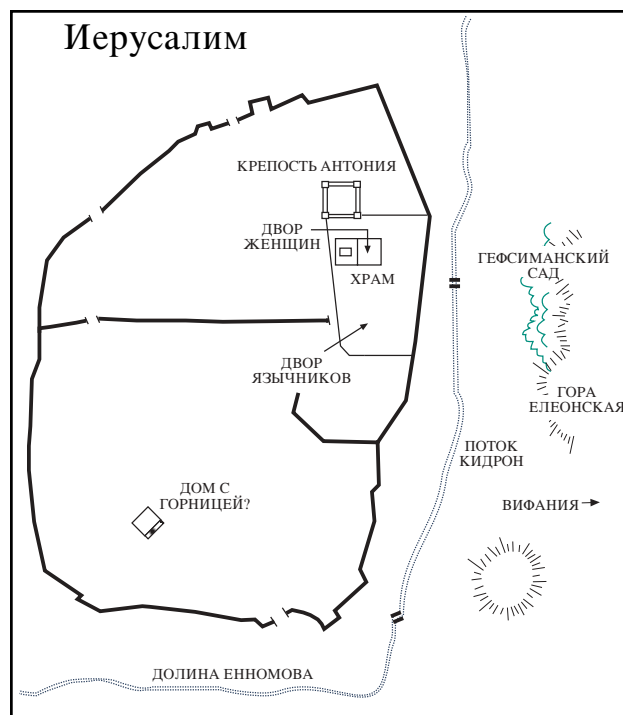 Иерусалим
КРЕПОСТЬ АНТОНИЯ
ДВОР
ЖЕНЩИН
ХРАМ
ГЕФСИМАНСКИЙ
САД
ДВОР
ЯЗЫЧНИКОВ
ГОРА
ЕЛЕОНСКАЯ
ПОТОК
КИДРОН
ДОМ С
ГОРНИЦЕЙ?
ВИФАНИЯ
ДОЛИНА ЕННОМОВА